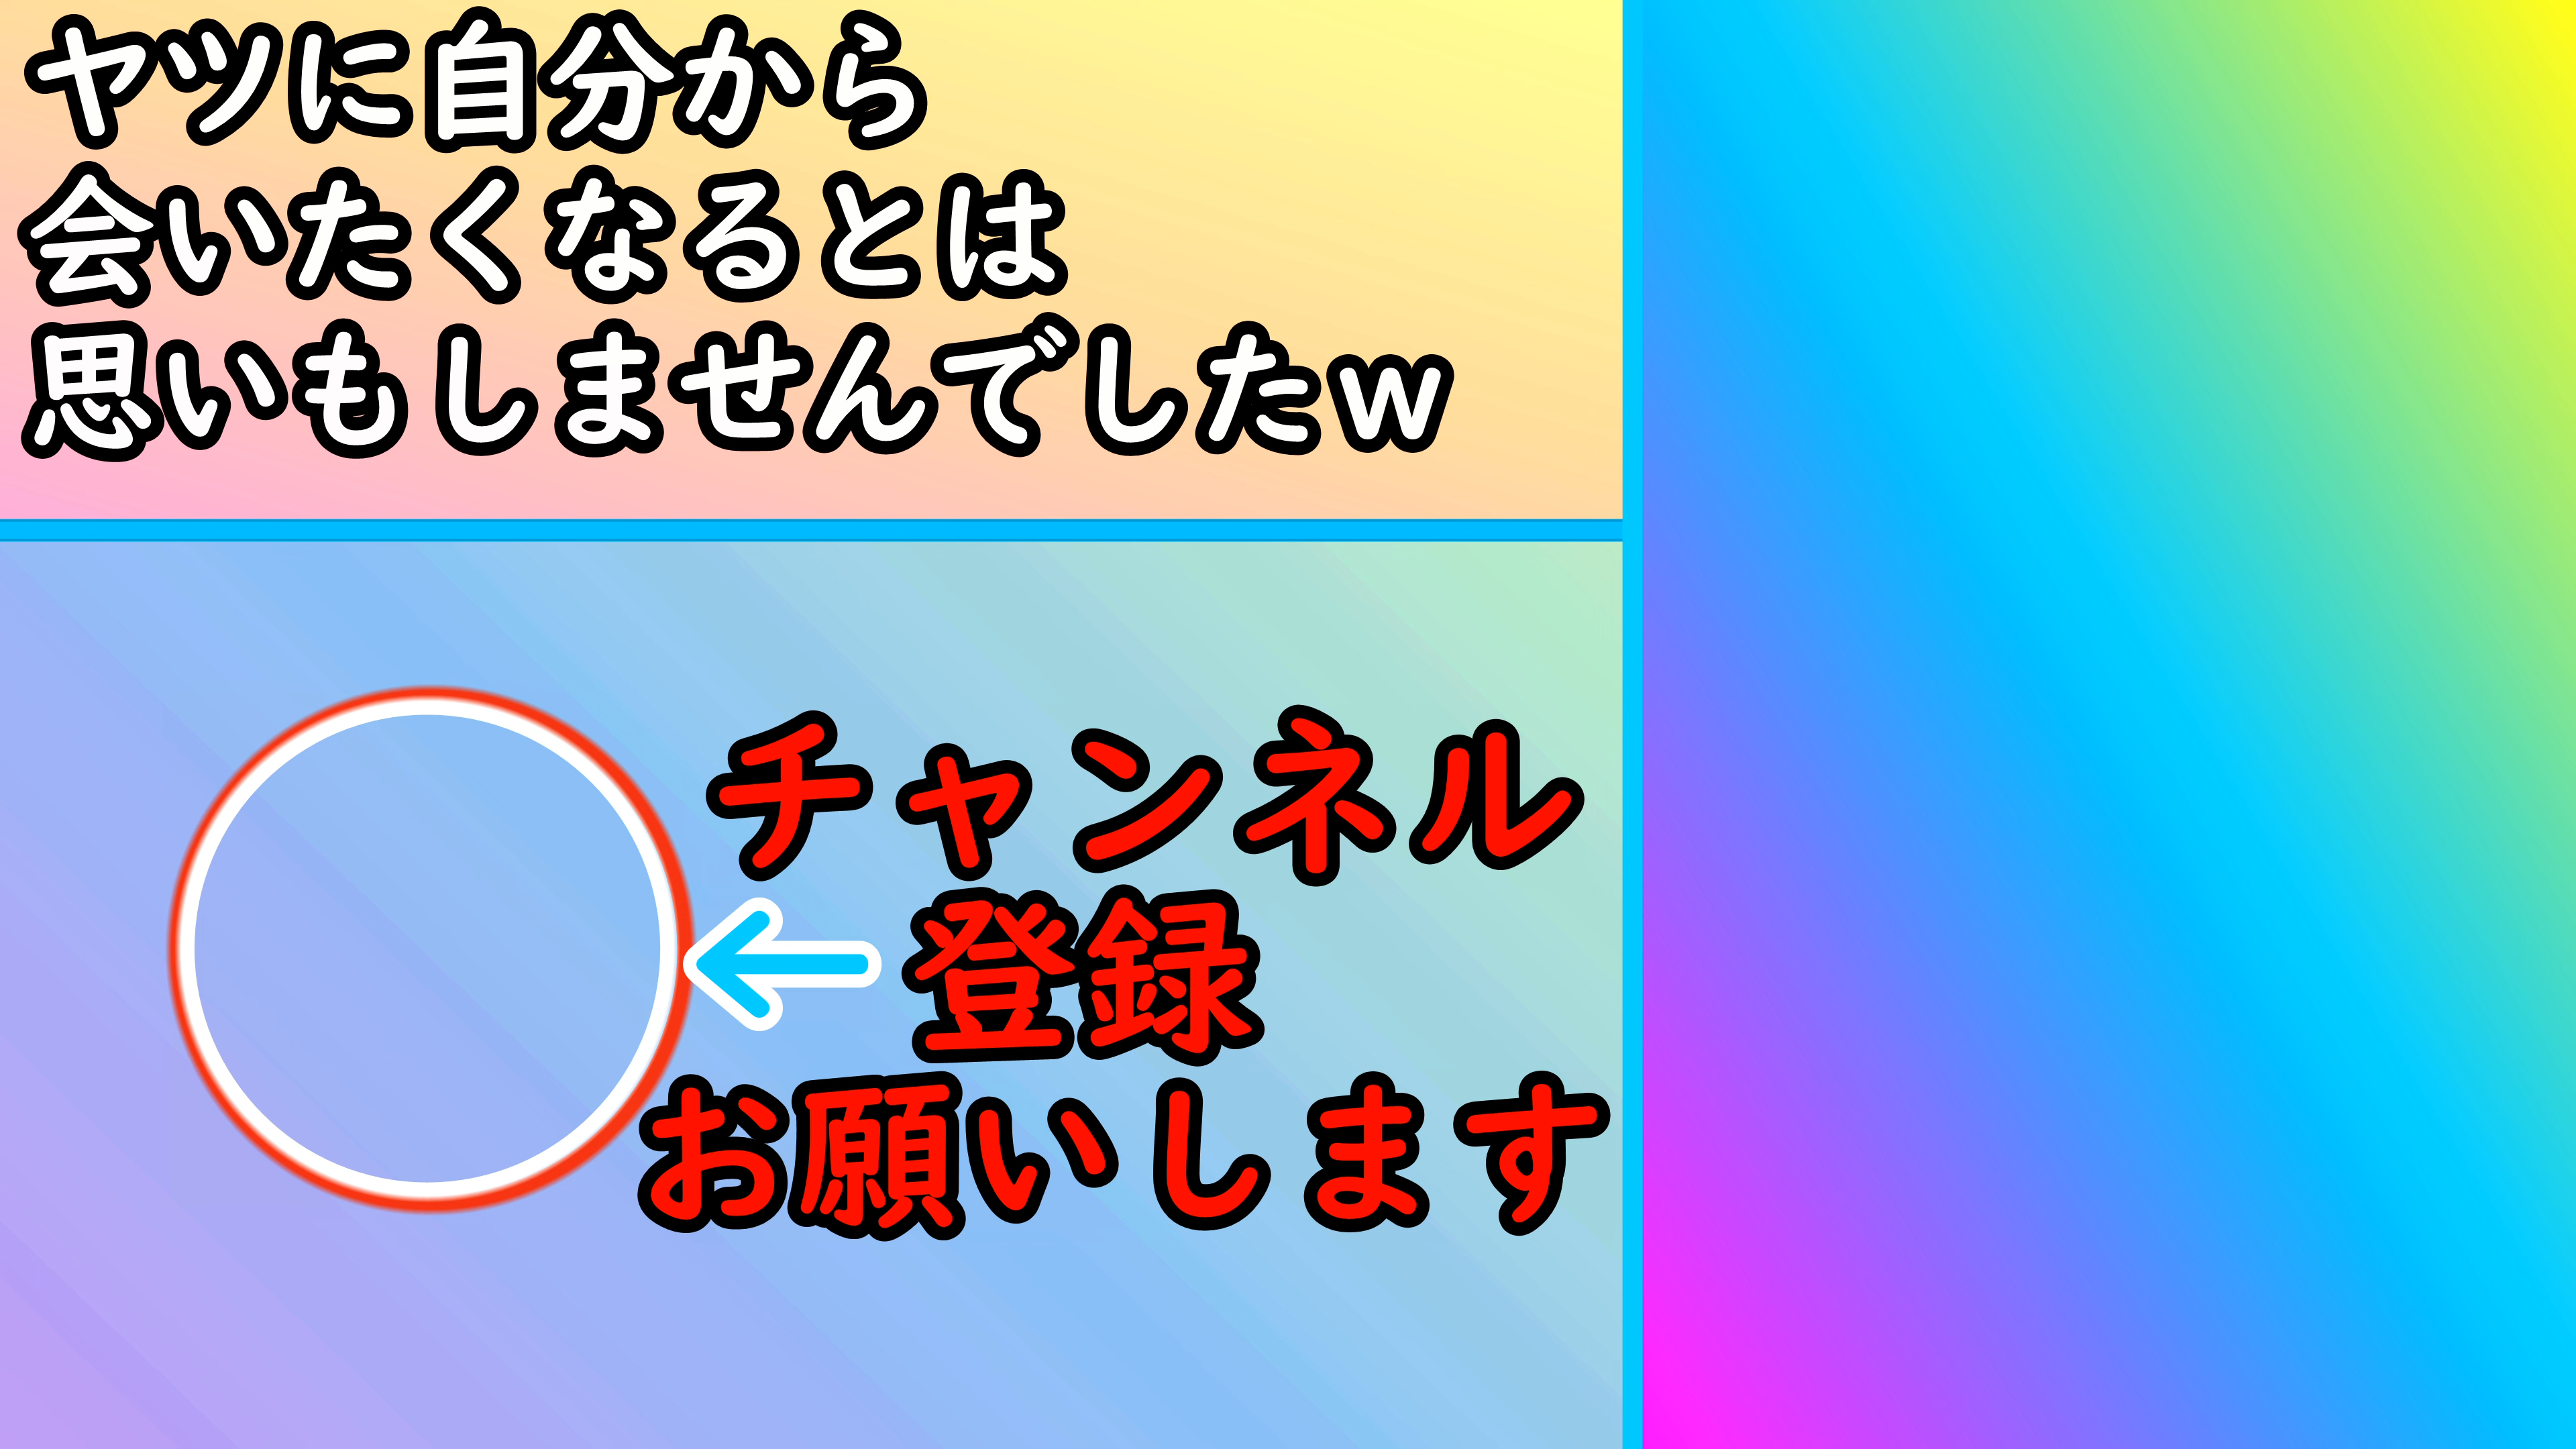 ヤツに自分から
会いたくなるとは
思いもしませんでしたｗ
チャンネル
登録
お願いします